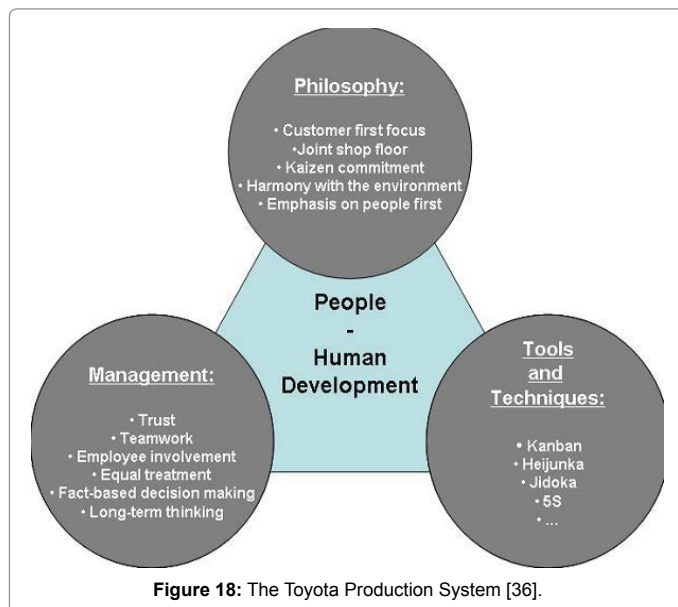 Philosophy:
• Customer first focus
• Joint shop floor
• Kaizen commitment
• Harmony with the environment
• Emphasis on people first
People
-
Human
Development
Management:
• Trust
• Teamwork
• Employee involvement
• Equal treatment
• Fact-based decision making
• Long-term thinking
Tools
and
Techniques:
• Kanban
• Heijunka
• Jidoka
• 5S
• ...
Figure 18: The Toyota Production System [36].